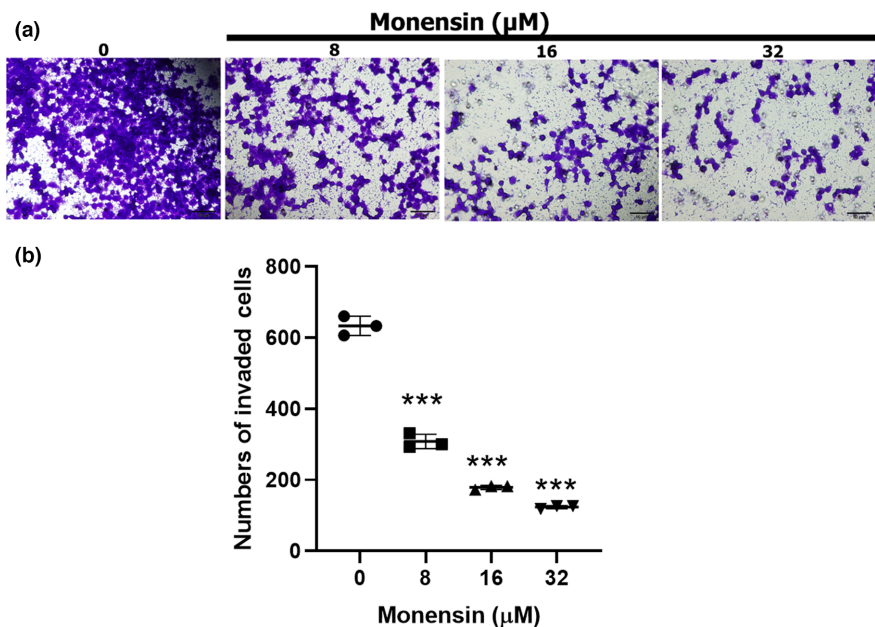 (a)
Monensin (μM)
0 8 16 32
(b)
800
600
400
200
0
Numbers of invaded cells
***
***
***
0 8 16 32
Monensin (μM)